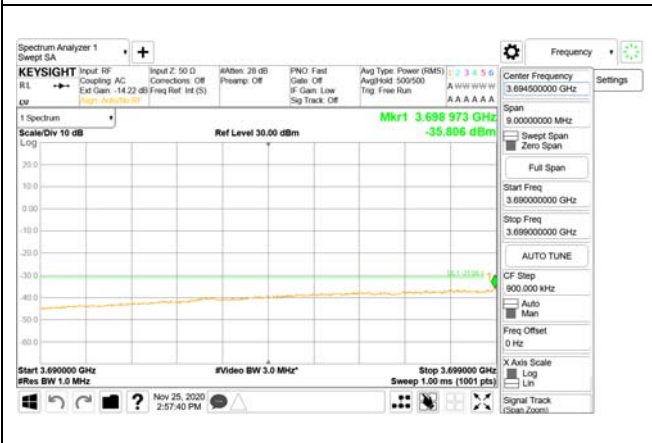 Spectrum Analyzer 1
Swept SA
Frequency
KEYSIGHT
RL
Input: RF
Coupling: AC
Ext Gain: -14.22 dB
Align: Auto/No RF
Input Z: 50 Ω
Corrections: Off
Freq Ref: Int (S)
#Atten: 28 dB
Preamp: Off
PNO: Fast
Gate: Off
IF Gain: Low
Sig Track: Off
Avg Type: Power (RMS)
Avg|Hold: 500/500
Trig: Free Run
1 2 3 4 5 6
A W W W W W
A A A A A A
1 Spectrum
Scale/Div 10 dB
Log
Ref Level 30.00 dBm
Mkr1 3.698 973 GHz
-35.806 dBm
20.0
10.0
0.00
-10.0
-20.0
-30.0
-40.0
-50.0
-60.0
Start 3.690000 GHz
#Res BW 1.0 MHz
#Video BW 3.0 MHz*
Stop 3.699000 GHz
Sweep 1.00 ms (1001 pts)
Nov 25, 2020
2:57:40 PM
Center Frequency
3.694500000 GHz
Settings
Span
9.00000000 MHz
Swept Span
Zero Span
Full Span
Start Freq
3.690000000 GHz
Stop Freq
3.699000000 GHz
AUTO TUNE
CF Step
900.000 kHz
Auto
Man
Freq Offset
0 Hz
X Axis Scale
Log
Lin
Signal Track
(Span Zoom)